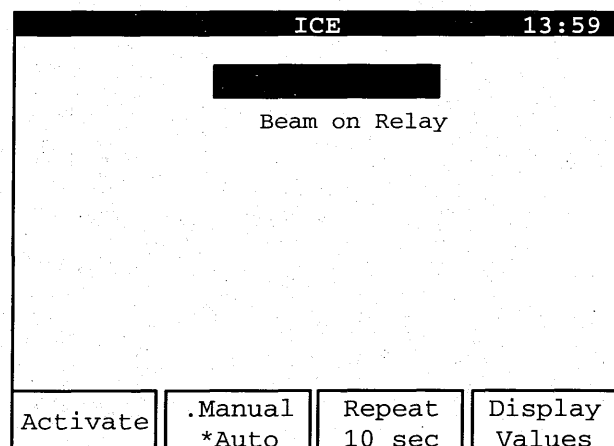 ICE 13:59
Beam on Relay
Activate
.Manual
*Auto
Repeat
10 sec
Display
Values